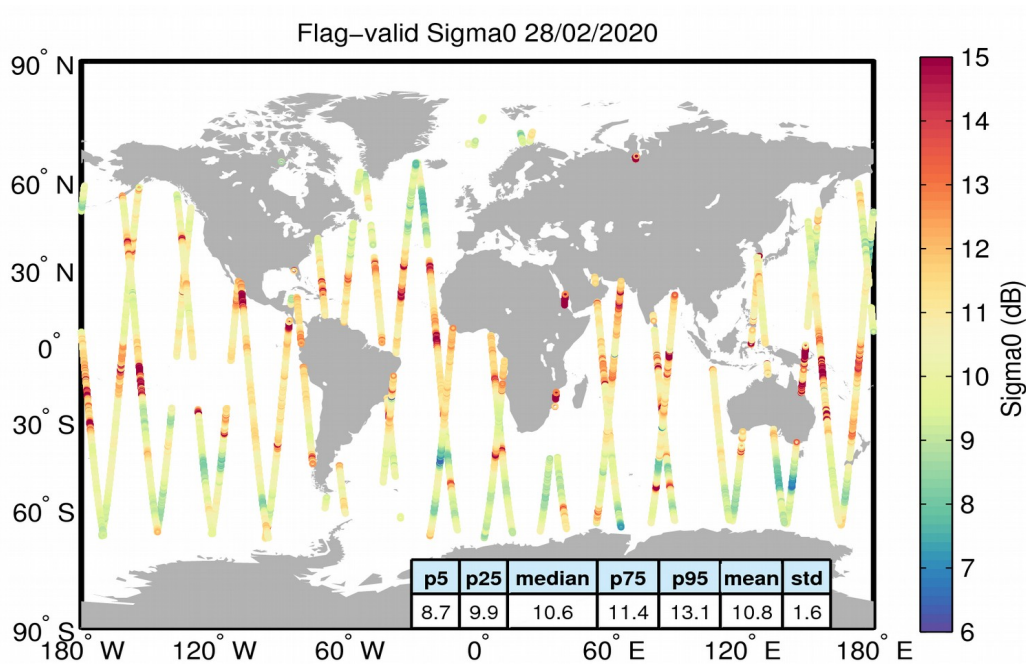 Flag−valid Sigma0 28/02/2020
90° N
60° N
30° N
0°
30° S
60° S
90° S
180° W
120° W
60° W
0°
60° E
120° E
180° E
15
14
13
12
11
10
9
8
7
6
Sigma0 (dB)
p5 p25 median p75 p95 mean std
8.7 9.9 10.6 11.4 13.1 10.8 1.6